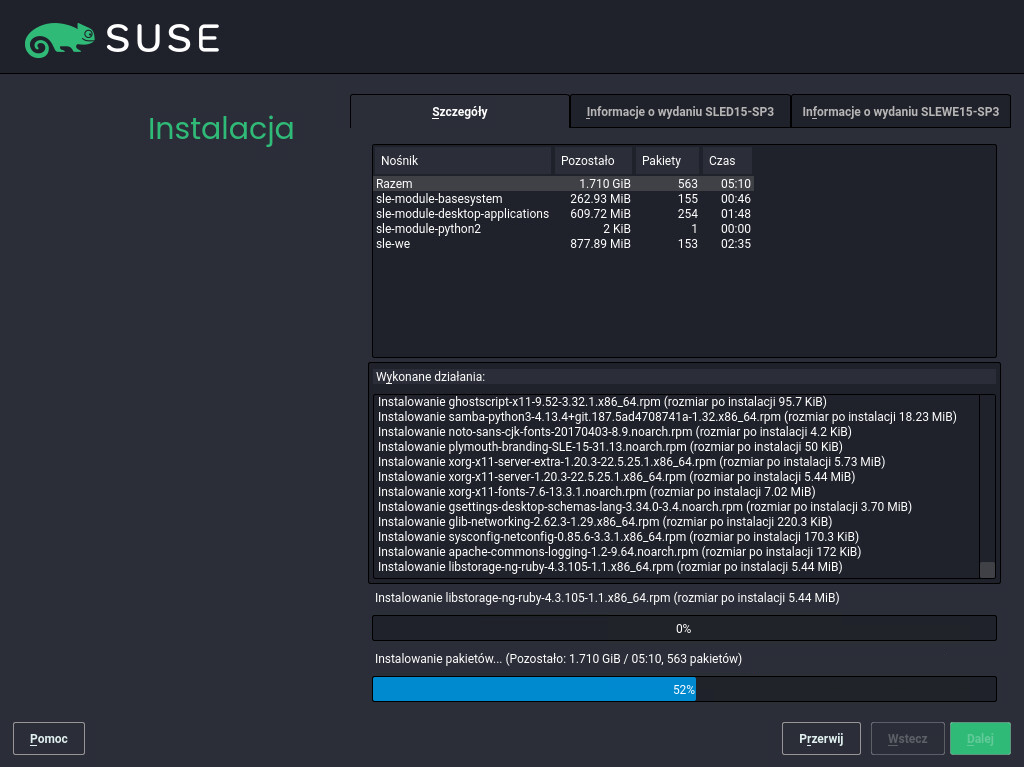 SUSE
Instalacja
Szczegóły
Informacje o wydaniu SLED15-SP3
Informacje o wydaniu SLEWE15-SP3
Nośnik Pozostało Pakiety Czas
Razem 1.710 GiB 563 05:10
sle-module-basesystem 262.93 MiB 155 00:46
sle-module-desktop-applications 609.72 MiB 254 01:48
sle-module-python2 2 KiB 1 00:00
sle-we 877.89 MiB 153 02:35
Wykonane działania:
Instalowanie ghostscript-x11-9.52-3.32.1.x86_64.rpm (rozmiar po instalacji 95.7 KiB)
Instalowanie samba-python3-4.13.4+git.187.5ad4708741a-1.32.x86_64.rpm (rozmiar po instalacji 18.23 MiB)
Instalowanie noto-sans-cjk-fonts-20170403-8.9.noarch.rpm (rozmiar po instalacji 4.2 KiB)
Instalowanie plymouth-branding-SLE-15-31.13.noarch.rpm (rozmiar po instalacji 50 KiB)
Instalowanie xorg-x11-server-extra-1.20.3-22.5.25.1.x86_64.rpm (rozmiar po instalacji 5.73 MiB)
Instalowanie xorg-x11-server-1.20.3-22.5.25.1.x86_64.rpm (rozmiar po instalacji 5.44 MiB)
Instalowanie xorg-x11-fonts-7.6-13.3.1.noarch.rpm (rozmiar po instalacji 7.02 MiB)
Instalowanie gsettings-desktop-schemas-lang-3.34.0-3.4.noarch.rpm (rozmiar po instalacji 3.70 MiB)
Instalowanie glib-networking-2.62.3-1.29.x86_64.rpm (rozmiar po instalacji 220.3 KiB)
Instalowanie sysconfig-netconfig-0.85.6-3.3.1.x86_64.rpm (rozmiar po instalacji 170.3 KiB)
Instalowanie apache-commons-logging-1.2-9.64.noarch.rpm (rozmiar po instalacji 172 KiB)
Instalowanie libstorage-ng-ruby-4.3.105-1.1.x86_64.rpm (rozmiar po instalacji 5.44 MiB)
Instalowanie libstorage-ng-ruby-4.3.105-1.1.x86_64.rpm (rozmiar po instalacji 5.44 MiB)
0%
Instalowanie pakietów... (Pozostało: 1.710 GiB / 05:10, 563 pakietów)
52%
Pomoc
Przerwij
Wstecz
Dalej